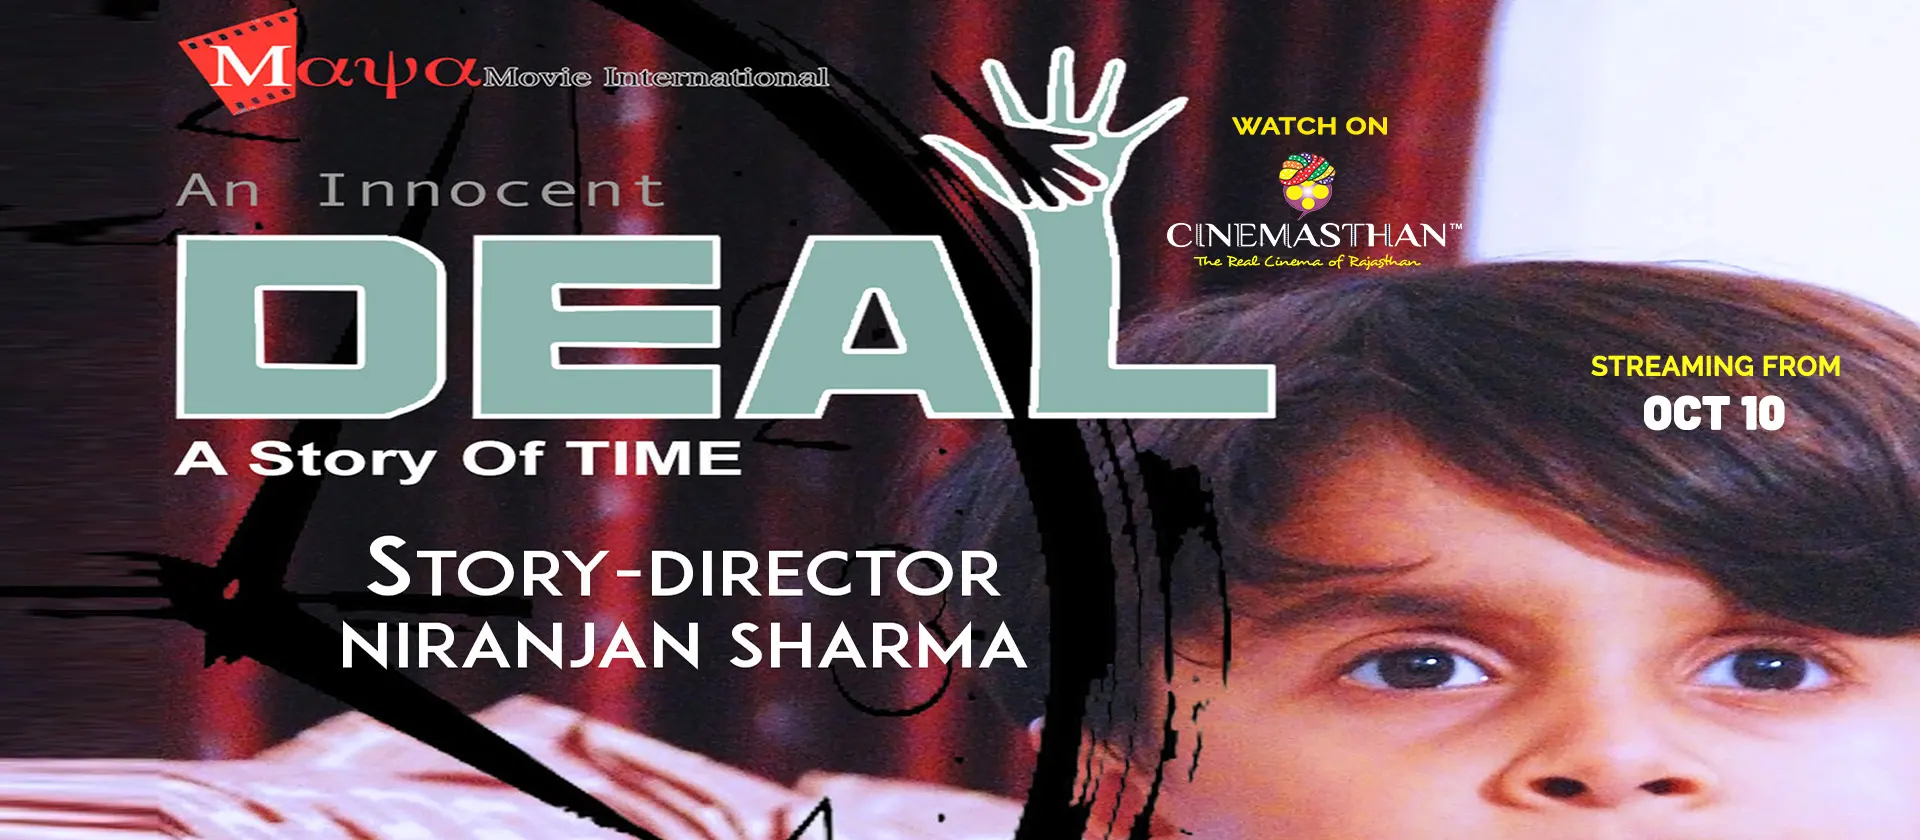 Mαψα Movie International
An Innocent
DEAL
A Story Of TIME
STORY-DIRECTOR
NIRANJAN SHARMA
WATCH ON
CINEMASTHAN™
The Real Cinema of Rajasthan
STREAMING FROM
OCT 10